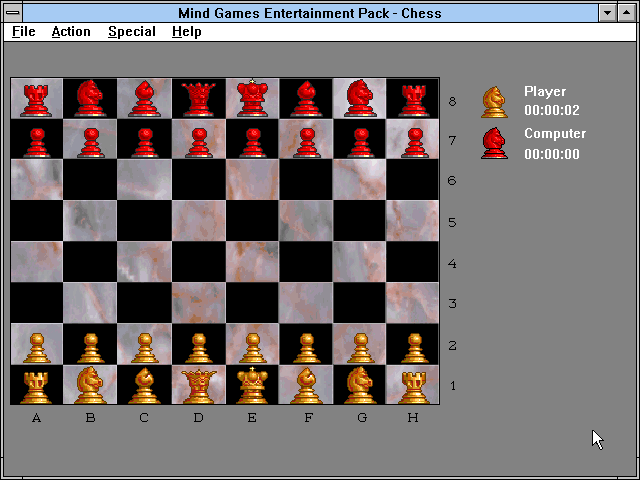 Mind Games Entertainment Pack - Chess
File Action Special Help
Player
00:00:02
Computer
00:00:00
8
7
6
5
4
3
2
1
A B C D E F G H